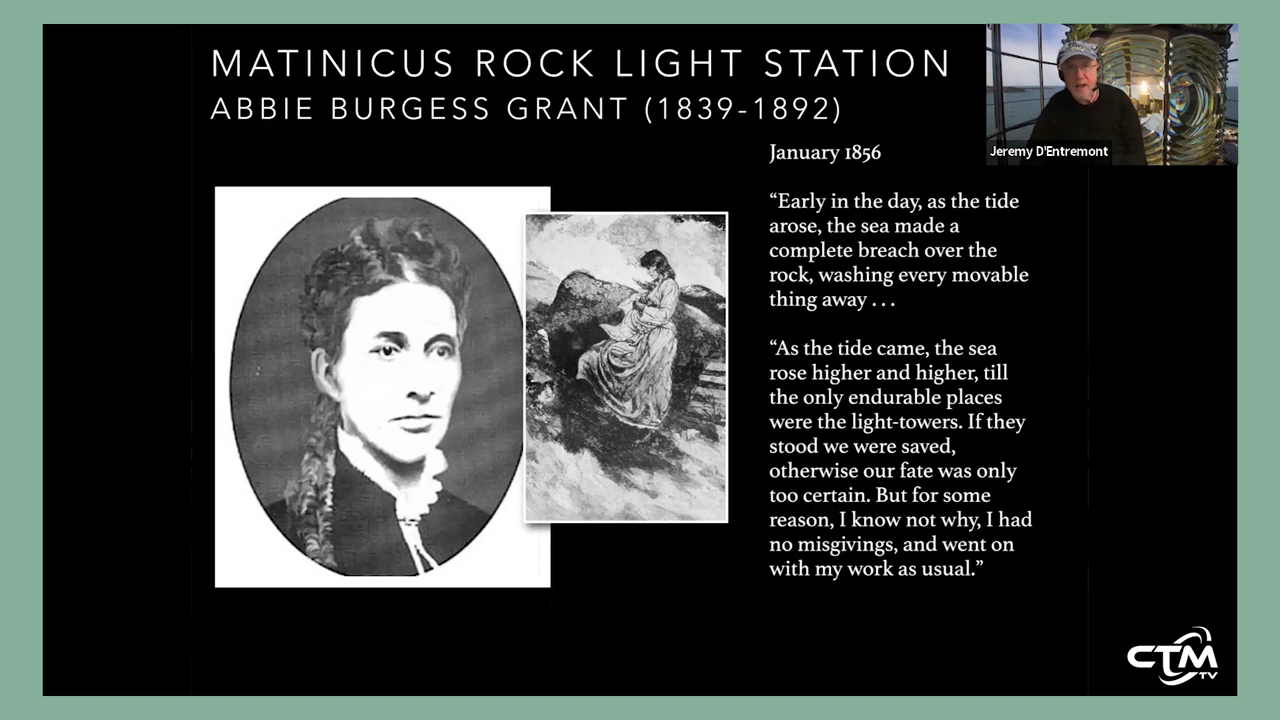 MATINICUS ROCK LIGHT STATION
ABBIE BURGESS GRANT (1839-1892)
Jeremy D'Entremont
January 1856
“Early in the day, as the tide
arose, the sea made a
complete breach over the
rock, washing every movable
thing away . . .
“As the tide came, the sea
rose higher and higher, till
the only endurable places
were the light-towers. If they
stood we were saved,
otherwise our fate was only
too certain. But for some
reason, I know not why, I had
no misgivings, and went on
with my work as usual.”
CTM
TV